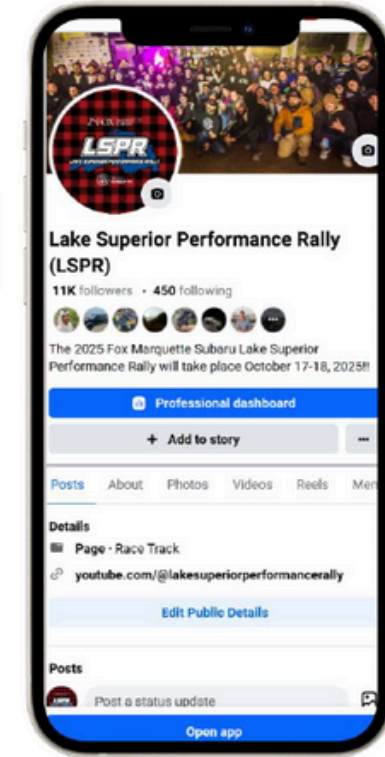 LSPR
Lake Superior Performance Rally
(LSPR)
11K followers • 450 following
The 2025 Fox Marquette Subaru Lake Superior
Performance Rally will take place October 17-18, 2025!!!
Professional dashboard
+ Add to story
Posts About Photos Videos Reels Men
Details
Page · Race Track
youtube.com/@lakesuperiorperformancerally
Edit Public Details
Posts
Post a status update
Open app